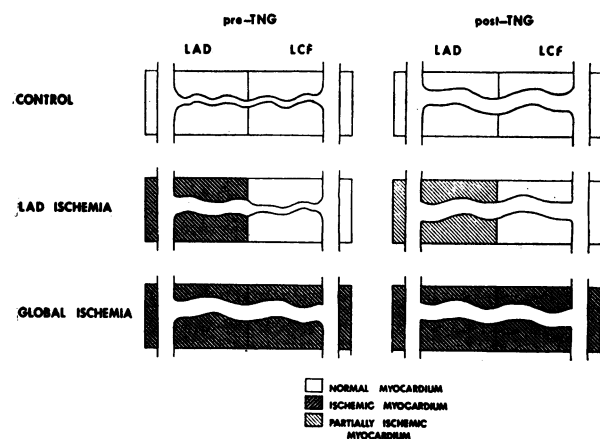 pre-TNG post-TNG
LAD LCF LAD LCF
CONTROL
LAD ISCHEMIA
GLOBAL ISCHEMIA
NORMAL MYOCARDIUM
ISCHEMIC MYOCARDIUM
PARTIALLY ISCHEMIC
MYOCARDIUM